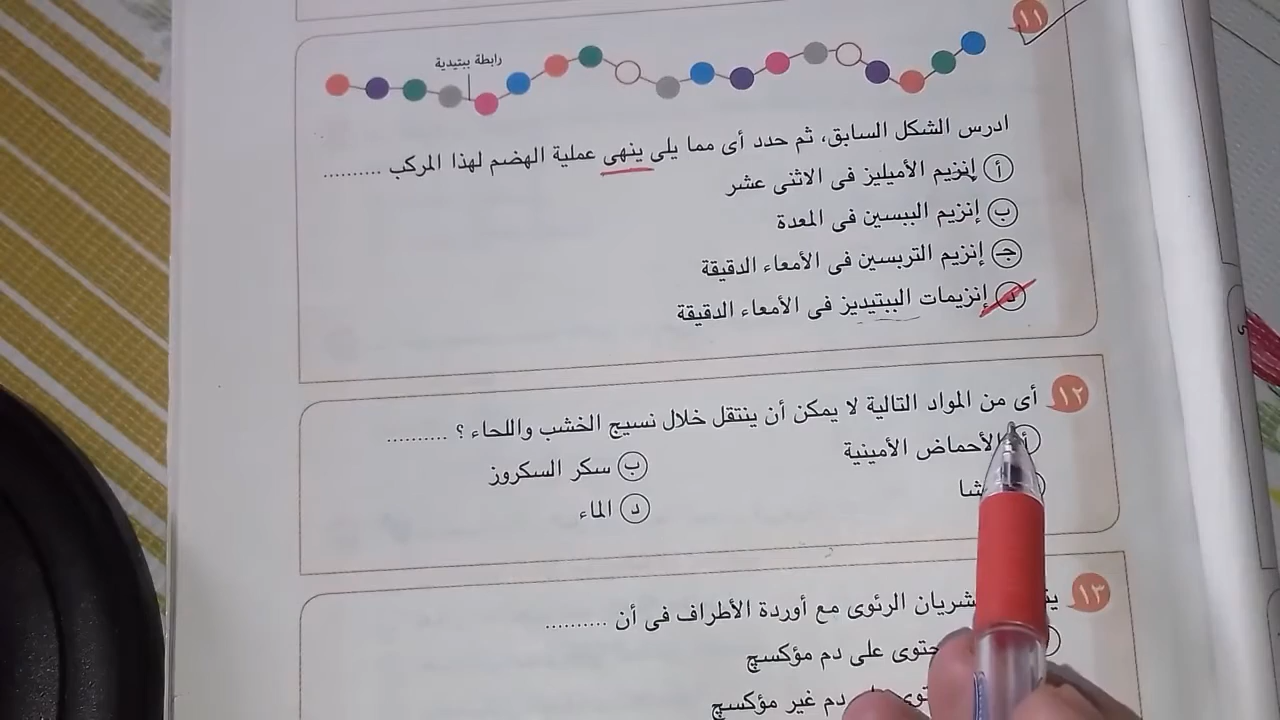 ١١
رابطة ببتيدية
ادرس الشكل السابق، ثم حدد أى مما يلى ينهى عملية الهضم لهذا المركب ..........
أ إنزيم الأميليز فى الاثنى عشر
ب إنزيم الببسين فى المعدة
جـ إنزيم التربسين فى الأمعاء الدقيقة
د إنزيمات الببتيديز فى الأمعاء الدقيقة
١٢ أى من المواد التالية لا يمكن أن ينتقل خلال نسيج الخشب واللحاء ؟ ..........
أ الأحماض الأمينية
ب سكر السكروز
د الماء
١٣ الرئوى مع أوردة الأطراف فى أن ..........
على دم مؤكسج
دم غير مؤكسج